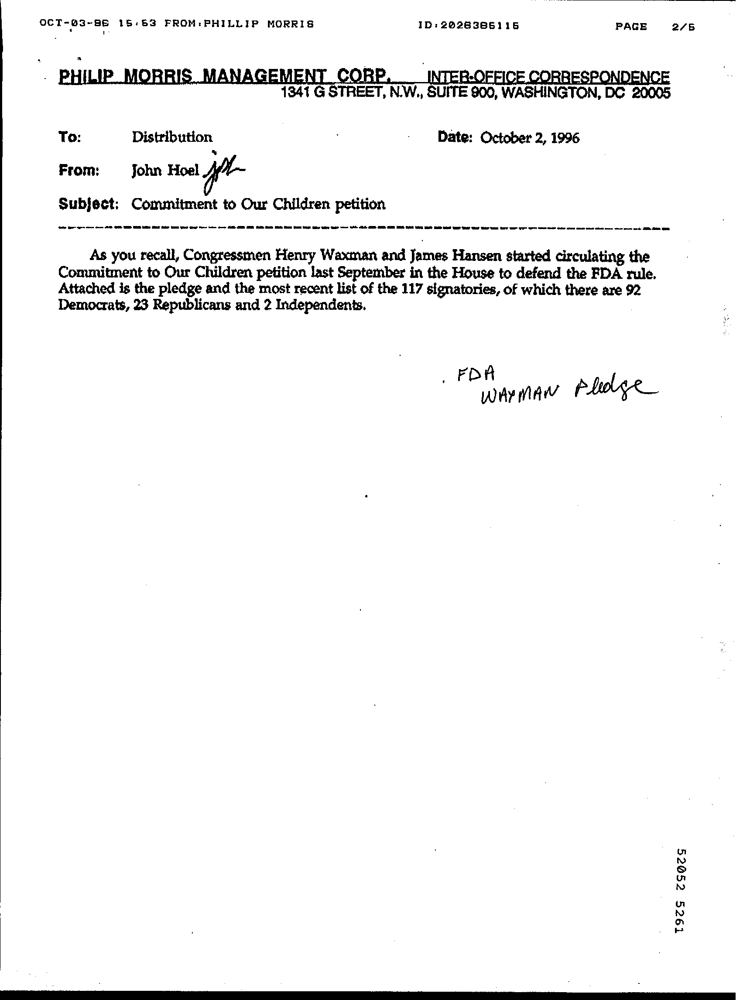 OCT-03-96 15:53 FROM:PHILLIP MORRIS ID:2026385115 PAGE 2/5
PHILIP MORRIS MANAGEMENT CORP. INTER-OFFICE CORRESPONDENCE
1341 G STREET, N.W., SUITE 900, WASHINGTON, DC 20005
To: Distribution Date: October 2, 1996
From: John Hoel
Subject: Commitment to Our Children petition
As you recall, Congressmen Henry Waxman and James Hansen started circulating the
Commitment to Our Children petition last September in the House to defend the FDA rule.
Attached is the pledge and the most recent list of the 117 signatories, of which there are 92
Democrats, 23 Republicans and 2 Independents.
FDA
WAXMAN Pledge
52052 5261